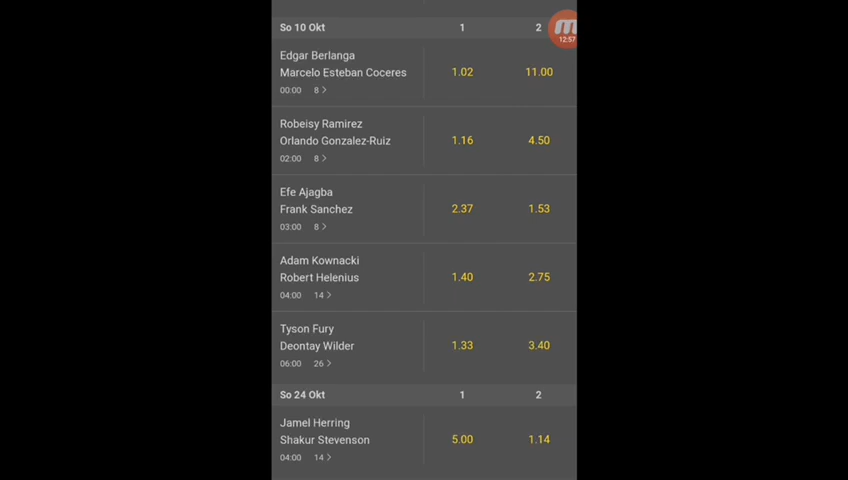 So 10 Okt 1 2
12:57
Edgar Berlanga
Marcelo Esteban Coceres 1.02 11.00
00:00 8 >
Robeisy Ramirez
Orlando Gonzalez-Ruiz 1.16 4.50
02:00 8 >
Efe Ajagba
Frank Sanchez 2.37 1.53
03:00 8 >
Adam Kownacki
Robert Helenius 1.40 2.75
04:00 14 >
Tyson Fury
Deontay Wilder 1.33 3.40
06:00 26 >
So 24 Okt 1 2
Jamel Herring
Shakur Stevenson 5.00 1.14
04:00 14 >